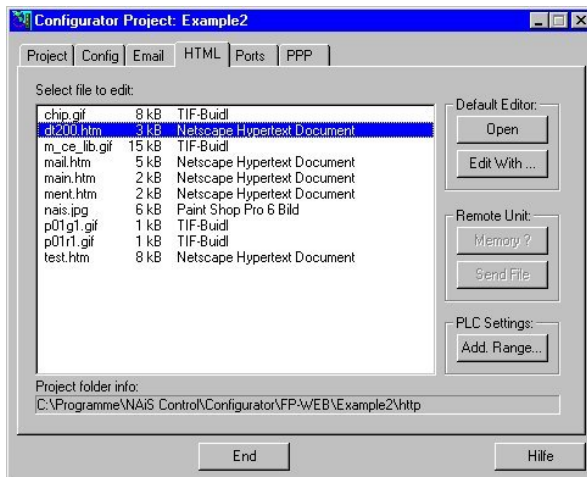 Configurator Project: Example2
Project Config Email HTML Ports PPP
Select file to edit:
chip.gif 8 kB TIF-Buidl
dt200.htm 3 kB Netscape Hypertext Document
m_ce_lib.gif 15 kB TIF-Buidl
mail.htm 5 kB Netscape Hypertext Document
main.htm 2 kB Netscape Hypertext Document
ment.htm 2 kB Netscape Hypertext Document
nais.jpg 6 kB Paint Shop Pro 6 Bild
p01g1.gif 1 kB TIF-Buidl
p01r1.gif 1 kB TIF-Buidl
test.htm 8 kB Netscape Hypertext Document
Default Editor:
Open
Edit With ...
Remote Unit:
Memory ?
Send File
PLC Settings:
Add. Range...
Project folder info:
C:\Programme\NAiS Control\Configurator\FP-WEB\Example2\http
End
Hilfe